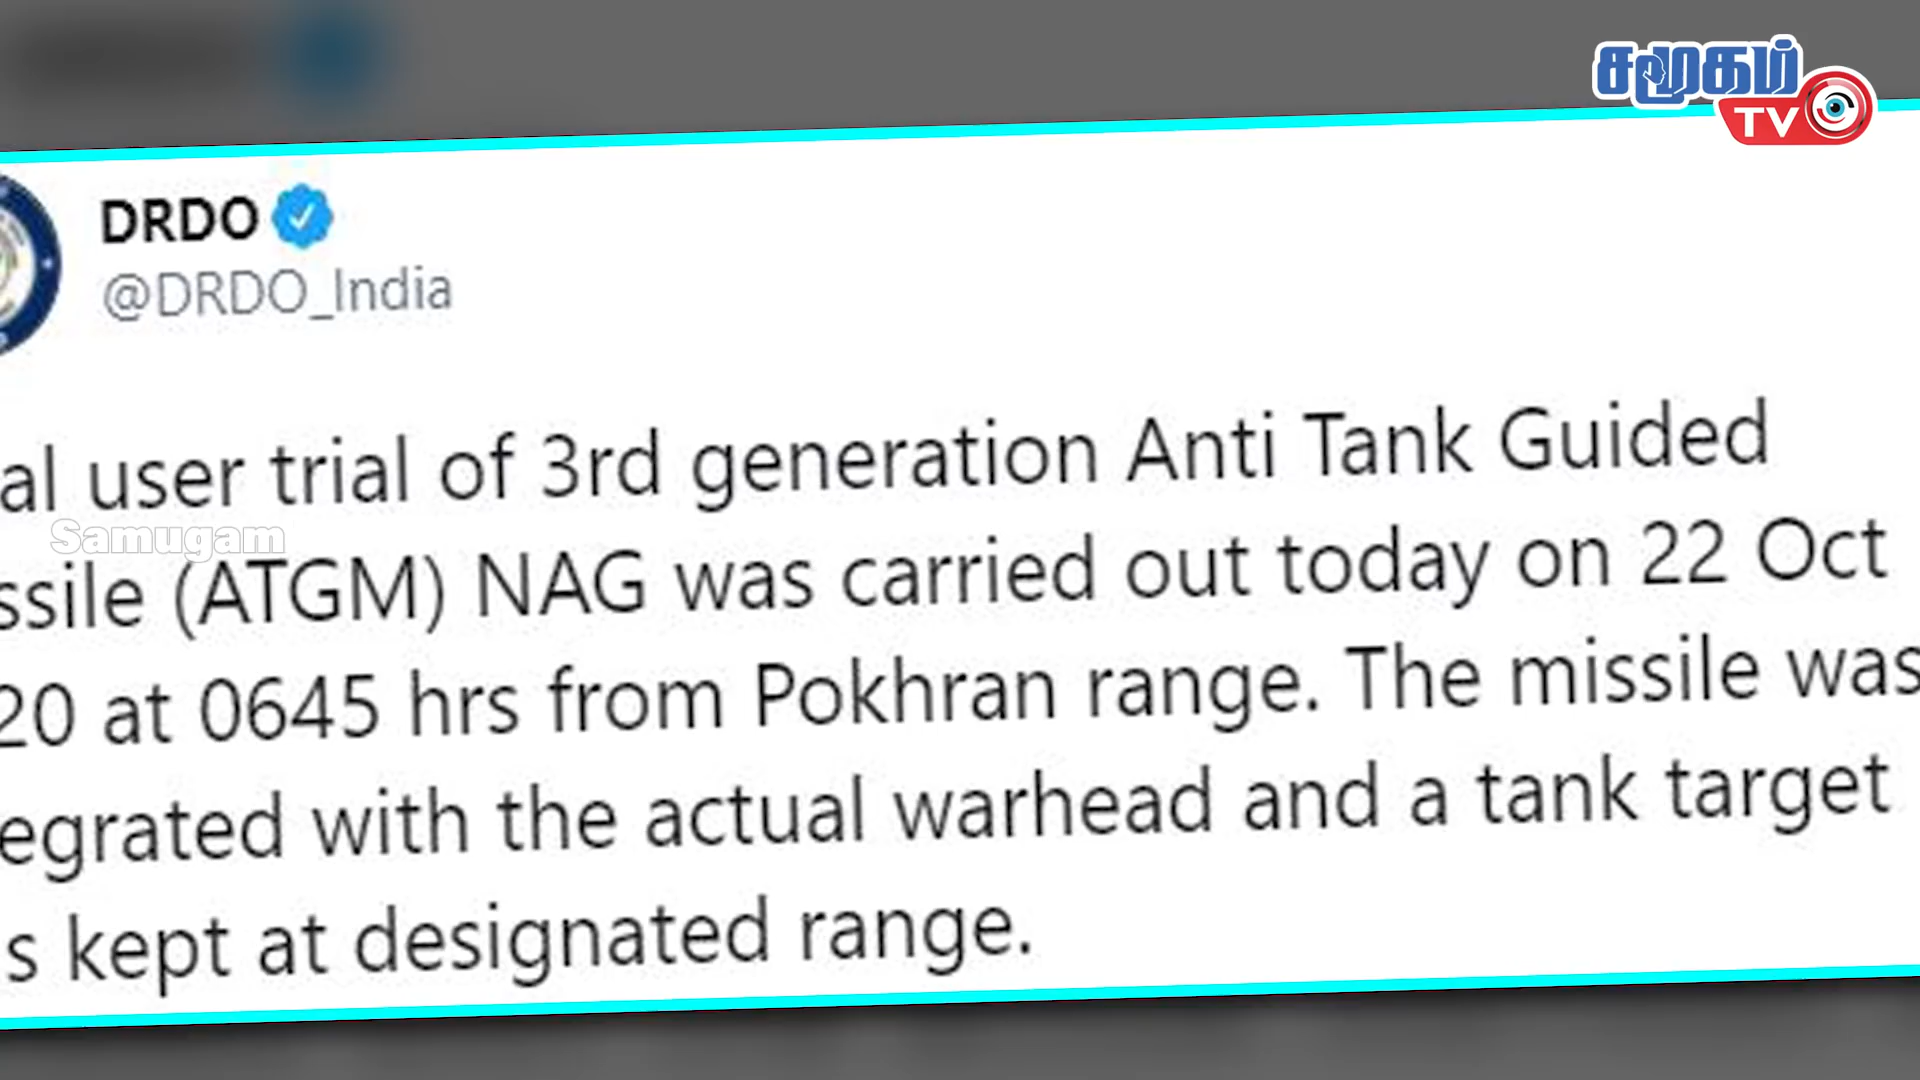 சமூகம்
TV
DRDO
@DRDO_India
al user trial of 3rd generation Anti Tank Guided
Samugam
ssile (ATGM) NAG was carried out today on 22 Oct
20 at 0645 hrs from Pokhran range. The missile was
egrated with the actual warhead and a tank target
s kept at designated range.